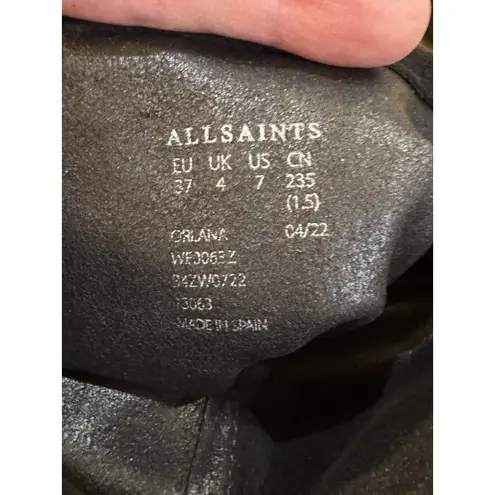 ALLSAINTS
EU UK US CN
37 4 7 235
(1.5)
ORLANA 04/22
WF0063Z
04ZW0722
13063
MADE IN SPAIN